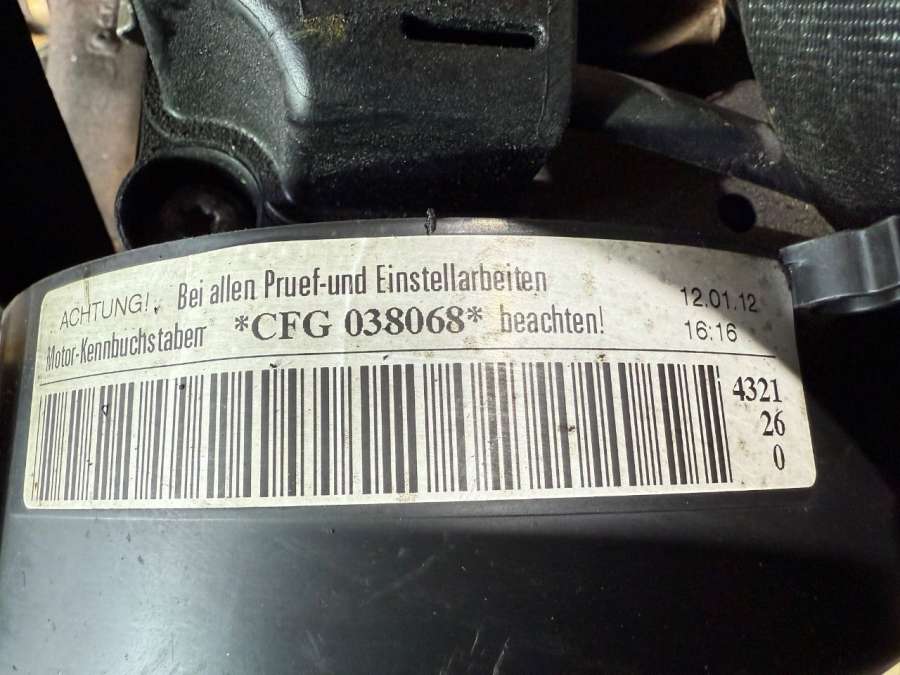 ACHTUNG! Bei allen Pruef-und Einstellarbeiten
Motor-Kennbuchstaben *CFG 038068* beachten!
12.01.12
16:16
4321
26
0